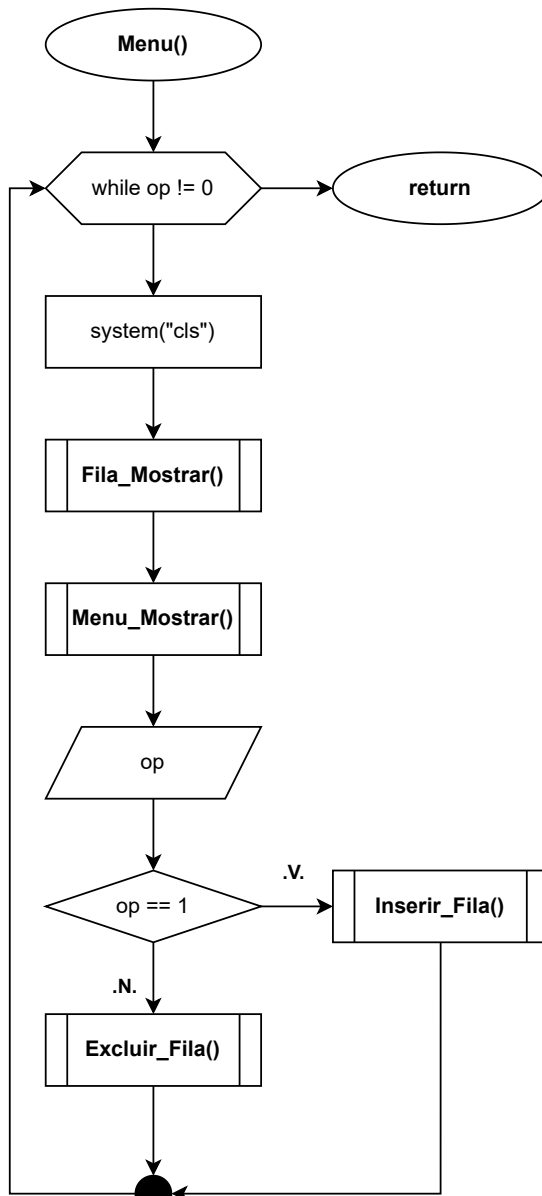 Menu()
while op != 0
return
system("cls")
Fila_Mostrar()
Menu_Mostrar()
op
op == 1
.V.
Inserir_Fila()
.N.
Excluir_Fila()